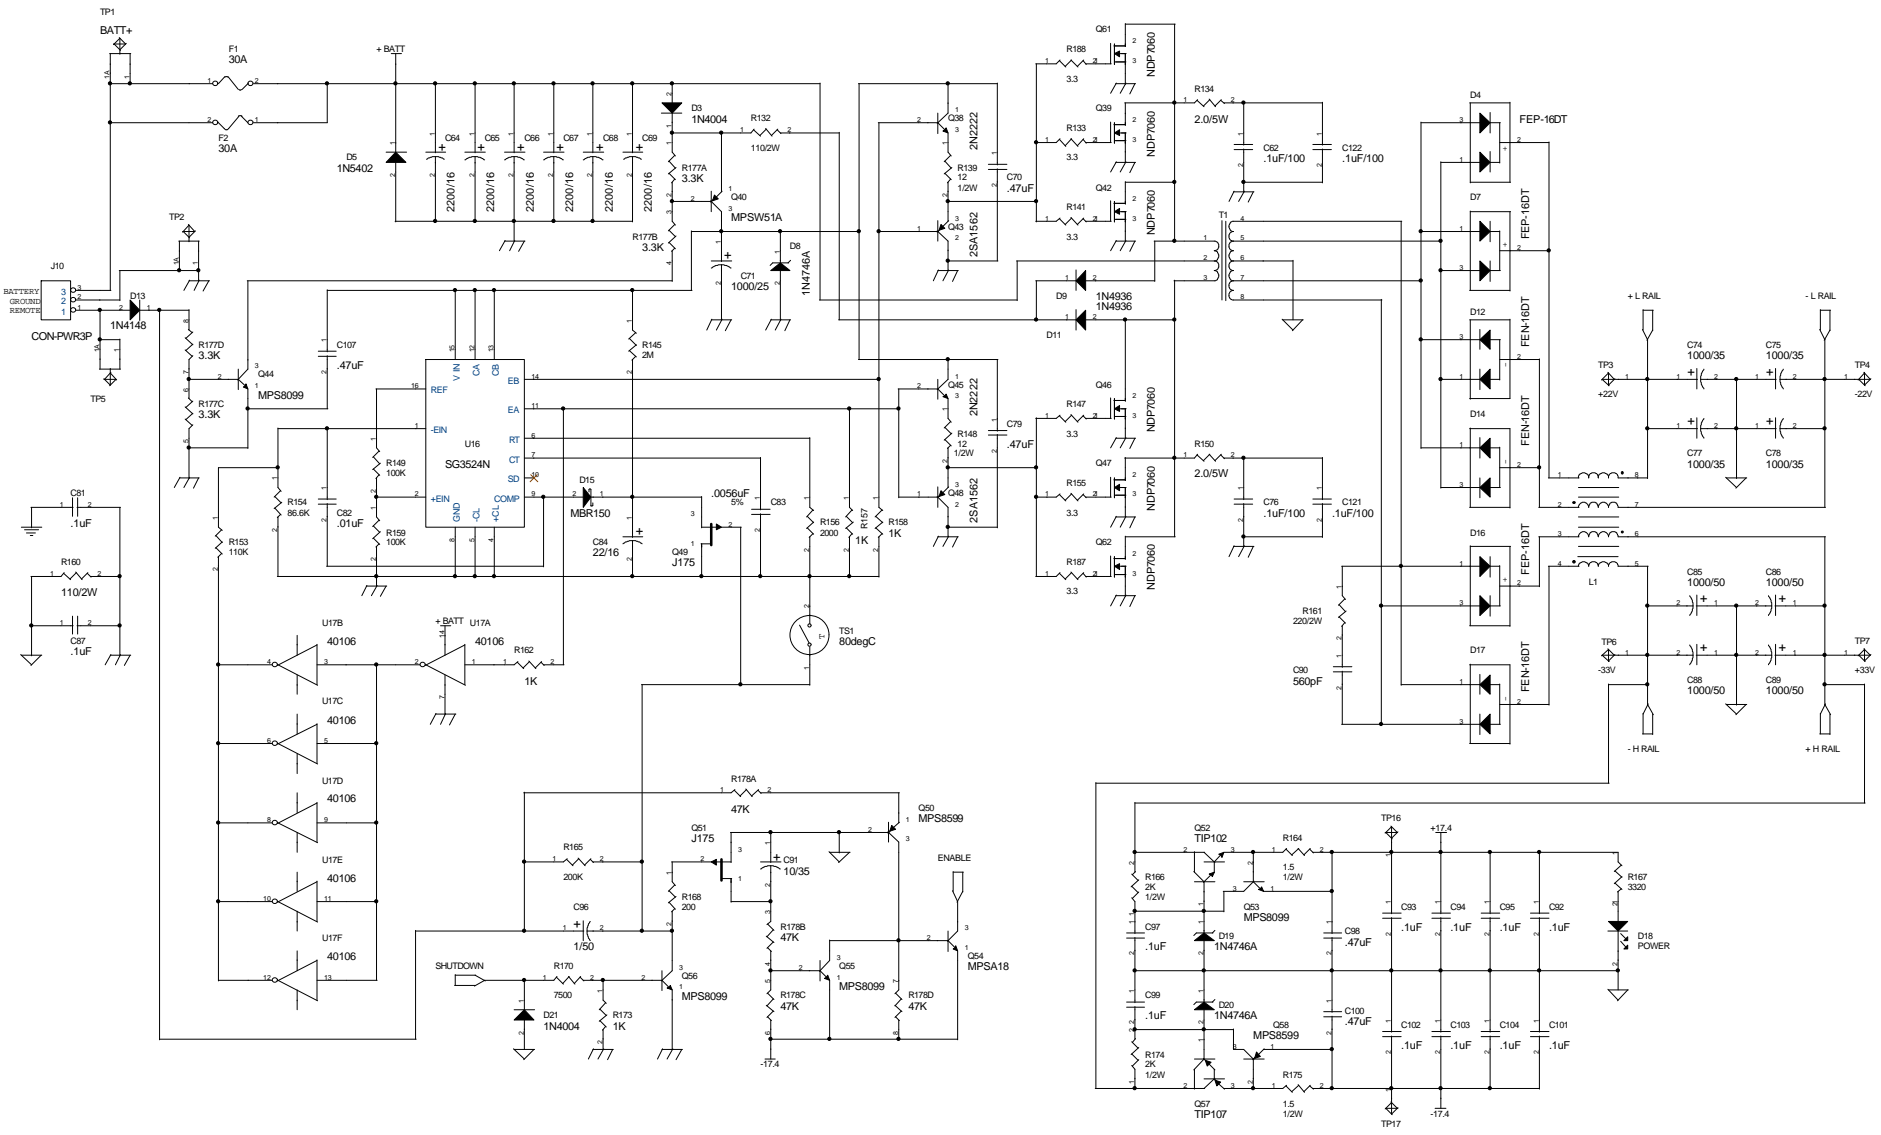 TP1
BATT+
F1
30A
F2
30A
+ BATT
D5
1N5402
C64
2200/16
C65
2200/16
C66
2200/16
C67
2200/16
C68
2200/16
C69
2200/16
D3
1N4004
R132
110/2W
R177A
3.3K
Q40
MPSW51A
R177B
3.3K
C71
1000/25
D8
1N4746A
Q38
2N2222
R139
12
1/2W
C70
.47uF
Q43
2SA1562
Q61
NDP7060
R188
3.3
Q39
NDP7060
R133
3.3
Q42
NDP7060
R141
3.3
R134
2.0/5W
C62
.1uF/100
C122
.1uF/100
T1
D9
1N4936
1N4936
D11
D4
FEP-16DT
D7
FEP-16DT
D12
FEN-16DT
D14
FEN-16DT
D16
FEP-16DT
D17
FEN-16DT
TP2
J10
BATTERY
GROUND
REMOTE
3
2
1
CON-PWR3P
D13
1N4148
TP5
R177D
3.3K
R177C
3.3K
Q44
MPS8099
C107
.47uF
R145
2M
V IN
CA
CB
REF
EB
EA
-EIN
RT
CT
SD
+EIN
COMP
GND
-CL
+CL
U16
SG3524N
R149
100K
R159
100K
R154
86.6K
C82
.01uF
R153
110K
C81
.1uF
R160
110/2W
C87
.1uF
D15
MBR150
C84
22/16
Q49
J175
.0056uF
5%
C83
R156
2000
R157
1K
R158
1K
Q45
2N2222
R148
12
1/2W
C79
.47uF
Q48
2SA1562
Q46
NDP7060
R147
3.3
Q47
NDP7060
R155
3.3
Q62
NDP7060
R187
3.3
R150
2.0/5W
C76
.1uF/100
C121
.1uF/100
+ L RAIL
- L RAIL
C74
1000/35
C75
1000/35
TP3
+22V
TP4
-22V
C77
1000/35
C78
1000/35
L1
C85
1000/50
C86
1000/50
TP6
-33V
TP7
+33V
C88
1000/50
C89
1000/50
- H RAIL
+ H RAIL
R161
220/2W
C90
560pF
TS1
80degC
U17B
40106
+ BATT
U17A
40106
R162
1K
U17C
40106
U17D
40106
U17E
40106
U17F
40106
R178A
47K
Q50
MPS8599
Q51
J175
R165
200K
C91
10/35
ENABLE
R168
200
C96
1/50
R178B
47K
Q54
MPSA18
SHUTDOWN
R170
7500
Q56
MPS8099
Q55
MPS8099
R178C
47K
R178D
47K
D21
1N4004
R173
1K
-17.4
Q52
TIP102
R164
1.5
1/2W
TP16
+17.4
R166
2K
1/2W
Q53
MPS8099
R167
3320
C97
.1uF
D19
1N4746A
C98
.47uF
C93
.1uF
C94
.1uF
C95
.1uF
C92
.1uF
D18
POWER
C99
.1uF
D20
1N4746A
C100
.47uF
Q58
MPS8599
C102
.1uF
C103
.1uF
C104
.1uF
C101
.1uF
R174
2K
1/2W
R175
1.5
1/2W
Q57
TIP107
-17.4
TP17